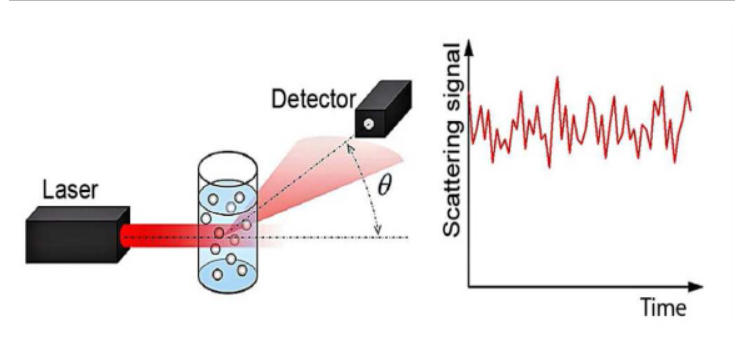 Detector
Laser
θ
Scattering signal
Time